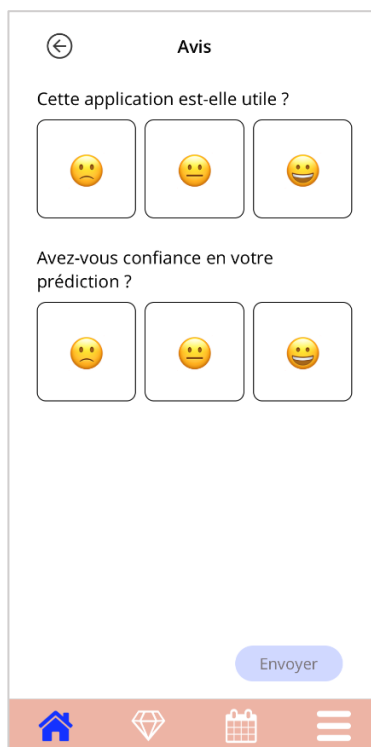 Avis
Cette application est-elle utile ?
Avez-vous confiance en votre
prédiction ?
Envoyer